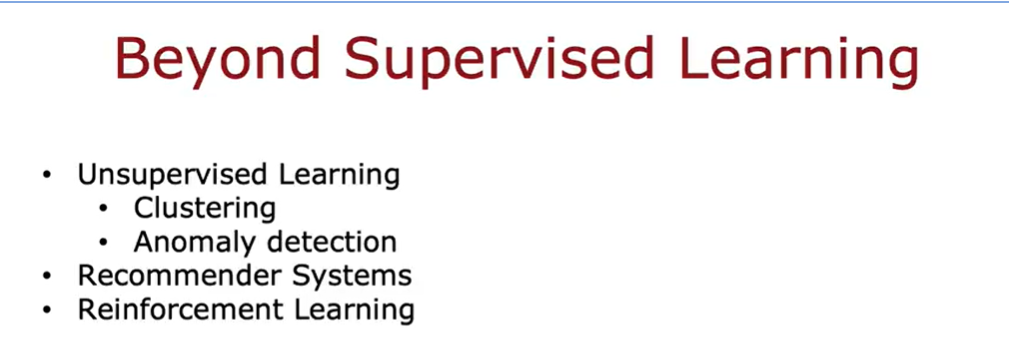 Beyond Supervised Learning
• Unsupervised Learning
• Clustering
• Anomaly detection
• Recommender Systems
• Reinforcement Learning